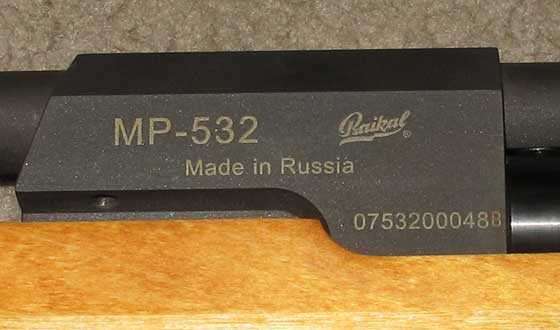 MP-532
Baikal ®
Made in Russia
07532000488